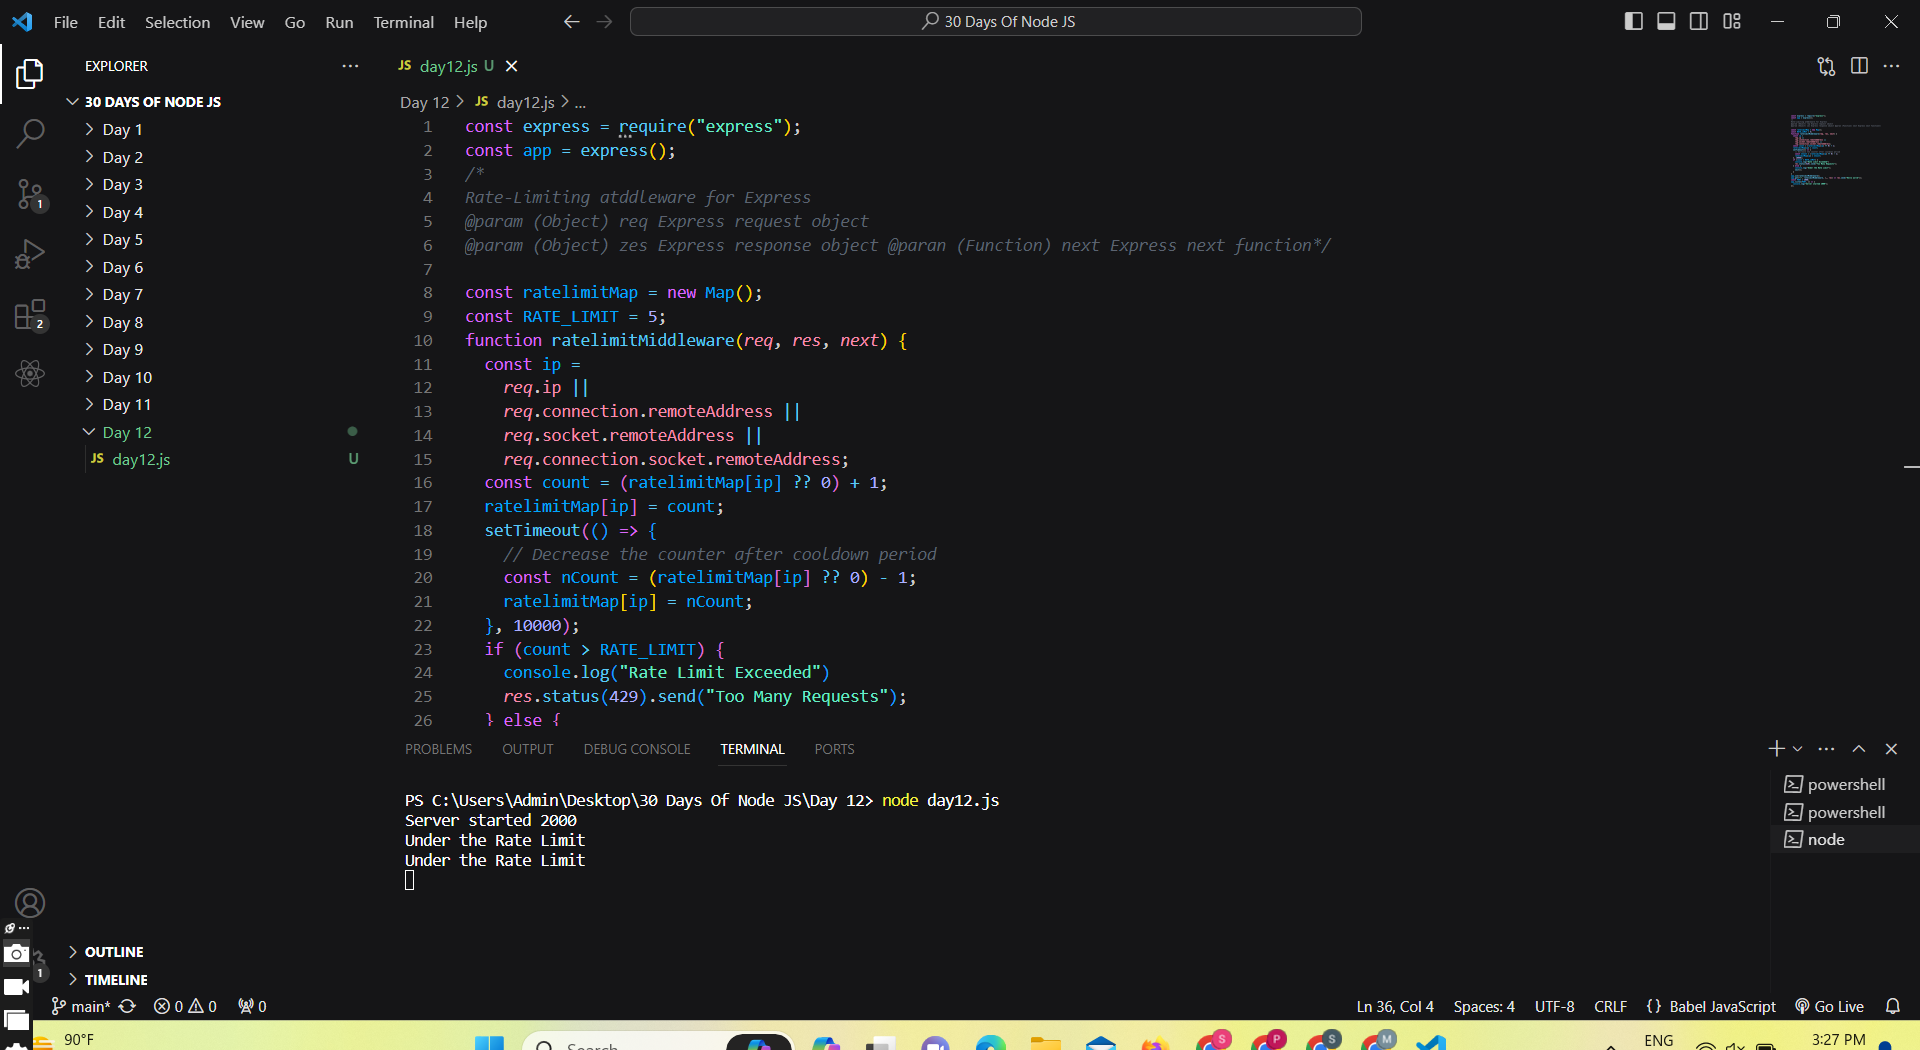 File Edit Selection View Go Run Terminal Help
30 Days Of Node JS
EXPLORER
30 DAYS OF NODE JS
Day 1
Day 2
Day 3
Day 4
Day 5
Day 6
Day 7
Day 8
Day 9
Day 10
Day 11
Day 12
JS day12.js U
1
2
OUTLINE
TIMELINE
1
JS day12.js U
Day 12 > JS day12.js > ...
1 const express = require("express");
2 const app = express();
3 /*
4 Rate-Limiting atddleware for Express
5 @param (Object) req Express request object
6 @param (Object) zes Express response object @paran (Function) next Express next function*/
7
8 const ratelimitMap = new Map();
9 const RATE_LIMIT = 5;
10 function ratelimitMiddleware(req, res, next) {
11 const ip =
12 req.ip ||
13 req.connection.remoteAddress ||
14 req.socket.remoteAddress ||
15 req.connection.socket.remoteAddress;
16 const count = (ratelimitMap[ip] ?? 0) + 1;
17 ratelimitMap[ip] = count;
18 setTimeout(() => {
19 // Decrease the counter after cooldown period
20 const nCount = (ratelimitMap[ip] ?? 0) - 1;
21 ratelimitMap[ip] = nCount;
22 }, 10000);
23 if (count > RATE_LIMIT) {
24 console.log("Rate Limit Exceeded")
25 res.status(429).send("Too Many Requests");
26 } else {
PROBLEMS OUTPUT DEBUG CONSOLE TERMINAL PORTS
PS C:\Users\Admin\Desktop\30 Days Of Node JS\Day 12> node day12.js
Server started 2000
Under the Rate Limit
Under the Rate Limit
powershell
powershell
node
main* 0 0 0
Ln 36, Col 4 Spaces: 4 UTF-8 CRLF {} Babel JavaScript Go Live
90°F
Search
S P S M
ENG
3:27 PM